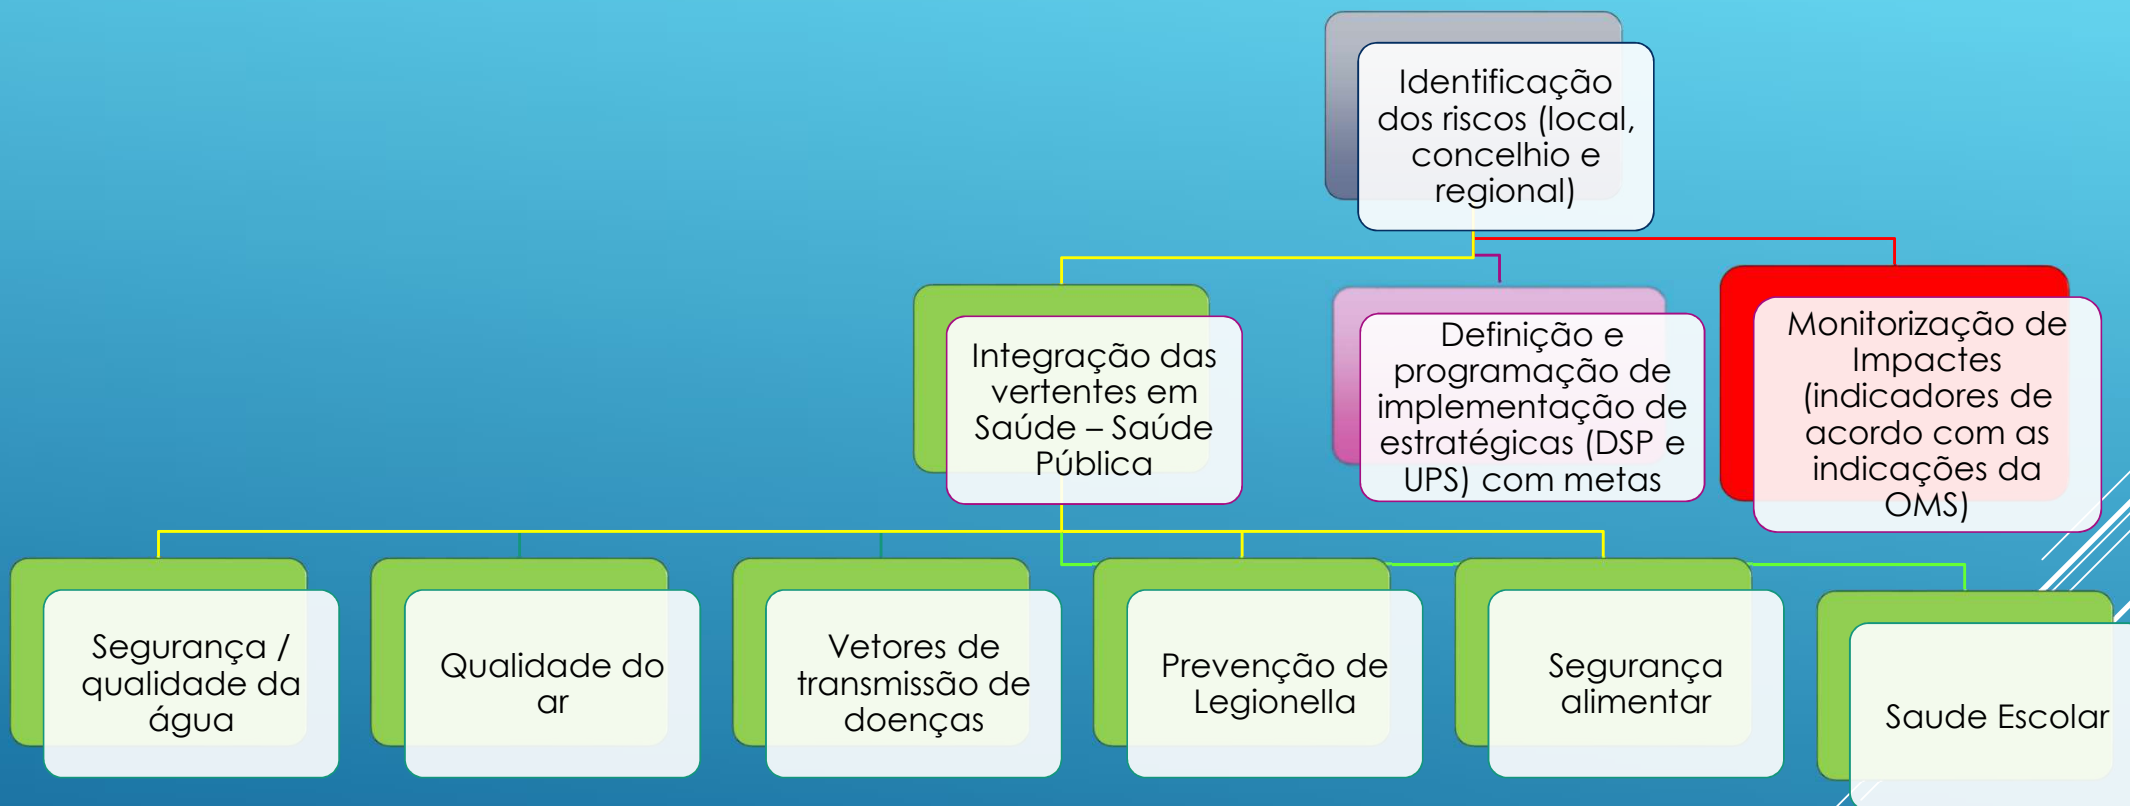 Identificação
dos riscos (local,
concelhio e
regional)
Integração das
vertentes em
Saúde – Saúde
Pública
Definição e
programação de
implementação de
estratégicas (DSP e
UPS) com metas
Monitorização de
Impactes
(indicadores de
acordo com as
indicações da
OMS)
Segurança /
qualidade da
água
Qualidade do
ar
Vetores de
transmissão de
doenças
Prevenção de
Legionella
Segurança
alimentar
Saude Escolar